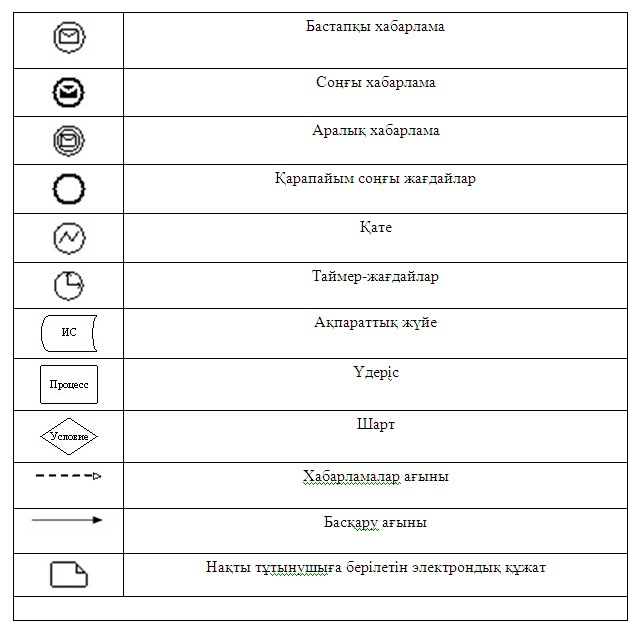 Бастапқы хабарлама
Соңғы хабарлама
Аралық хабарлама
Қарапайым соңғы жағдайлар
Қате
Таймер-жағдайлар
ИС
Ақпараттық жүйе
Процесс
Үдеріс
Условие
Шарт
Хабарламалар ағыны
Басқару ағыны
Нақты тұтынушыға берілетін электрондық құжат